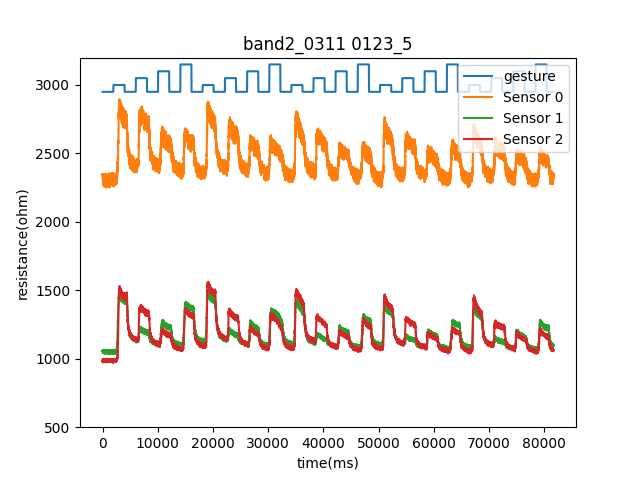 band2_0311 0123_5
3000
2500
2000
1500
1000
500
resistance(ohm)
gesture
Sensor 0
Sensor 1
Sensor 2
0 10000 20000 30000 40000 50000 60000 70000 80000
time(ms)